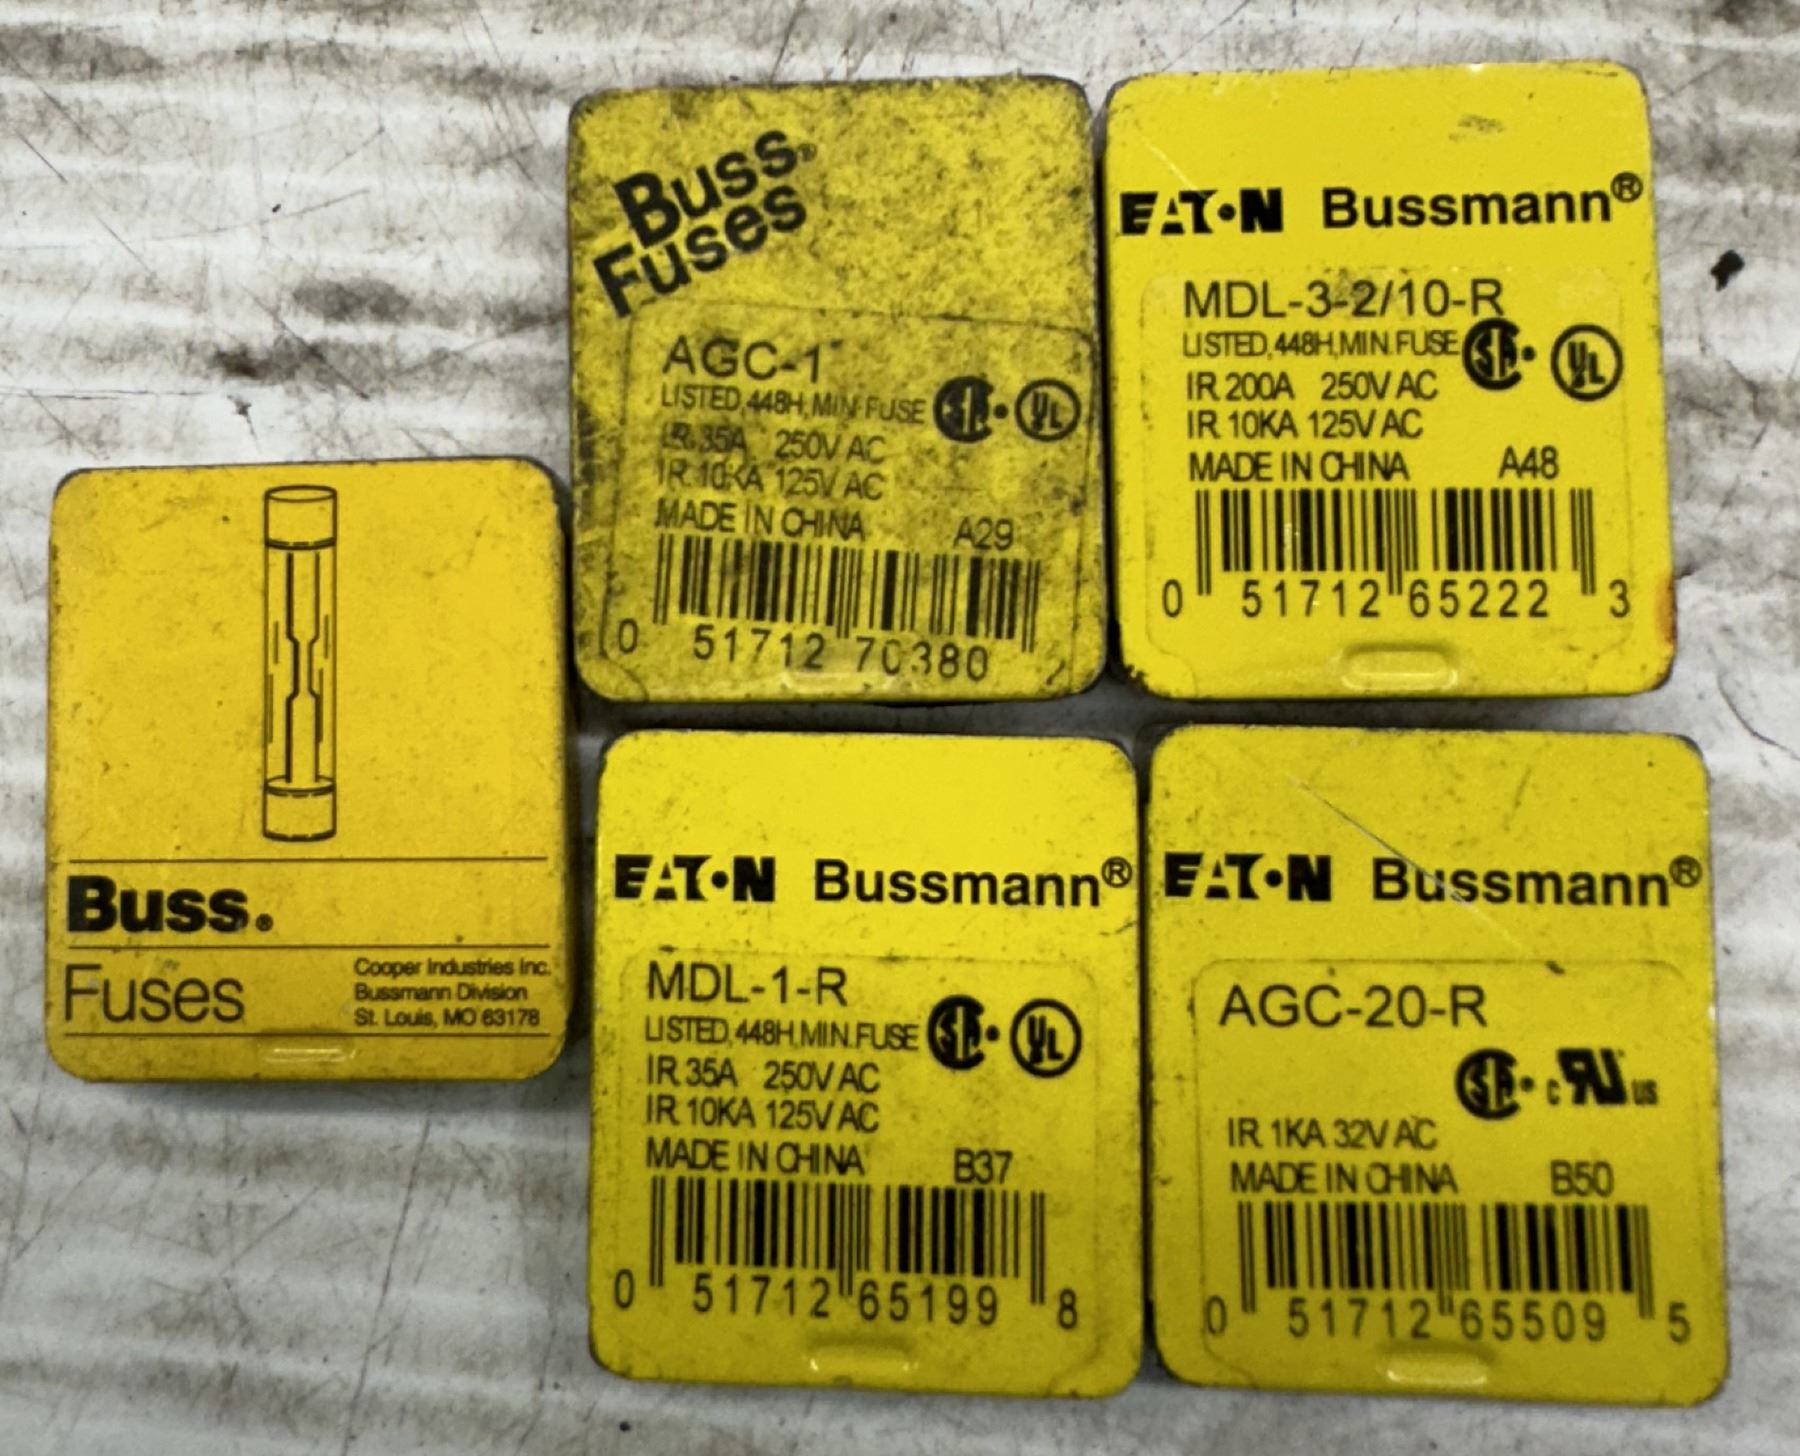 Buss®
Fuses
Cooper Industries Inc.
Bussmann Division
St. Louis, MO 63178
Buss®
Fuses
AGC-1
LISTED,448H,MIN FUSE
IR 35A 250V AC
IR 10KA 125V AC
MADE IN CHINA A29
0 51712 70380
EATON Bussmann®
MDL-3-2/10-R
LISTED,448H,MIN FUSE
IR 200A 250V AC
IR 10KA 125V AC
MADE IN CHINA A48
0 51712 65222 3
EATON Bussmann®
MDL-1-R
LISTED,448H,MIN.FUSE
IR 35A 250V AC
IR 10KA 125V AC
MADE IN CHINA B37
0 51712 65199 8
EATON Bussmann®
AGC-20-R
c RU us
IR 1KA 32V AC
MADE IN CHINA B50
0 51712 65509 5